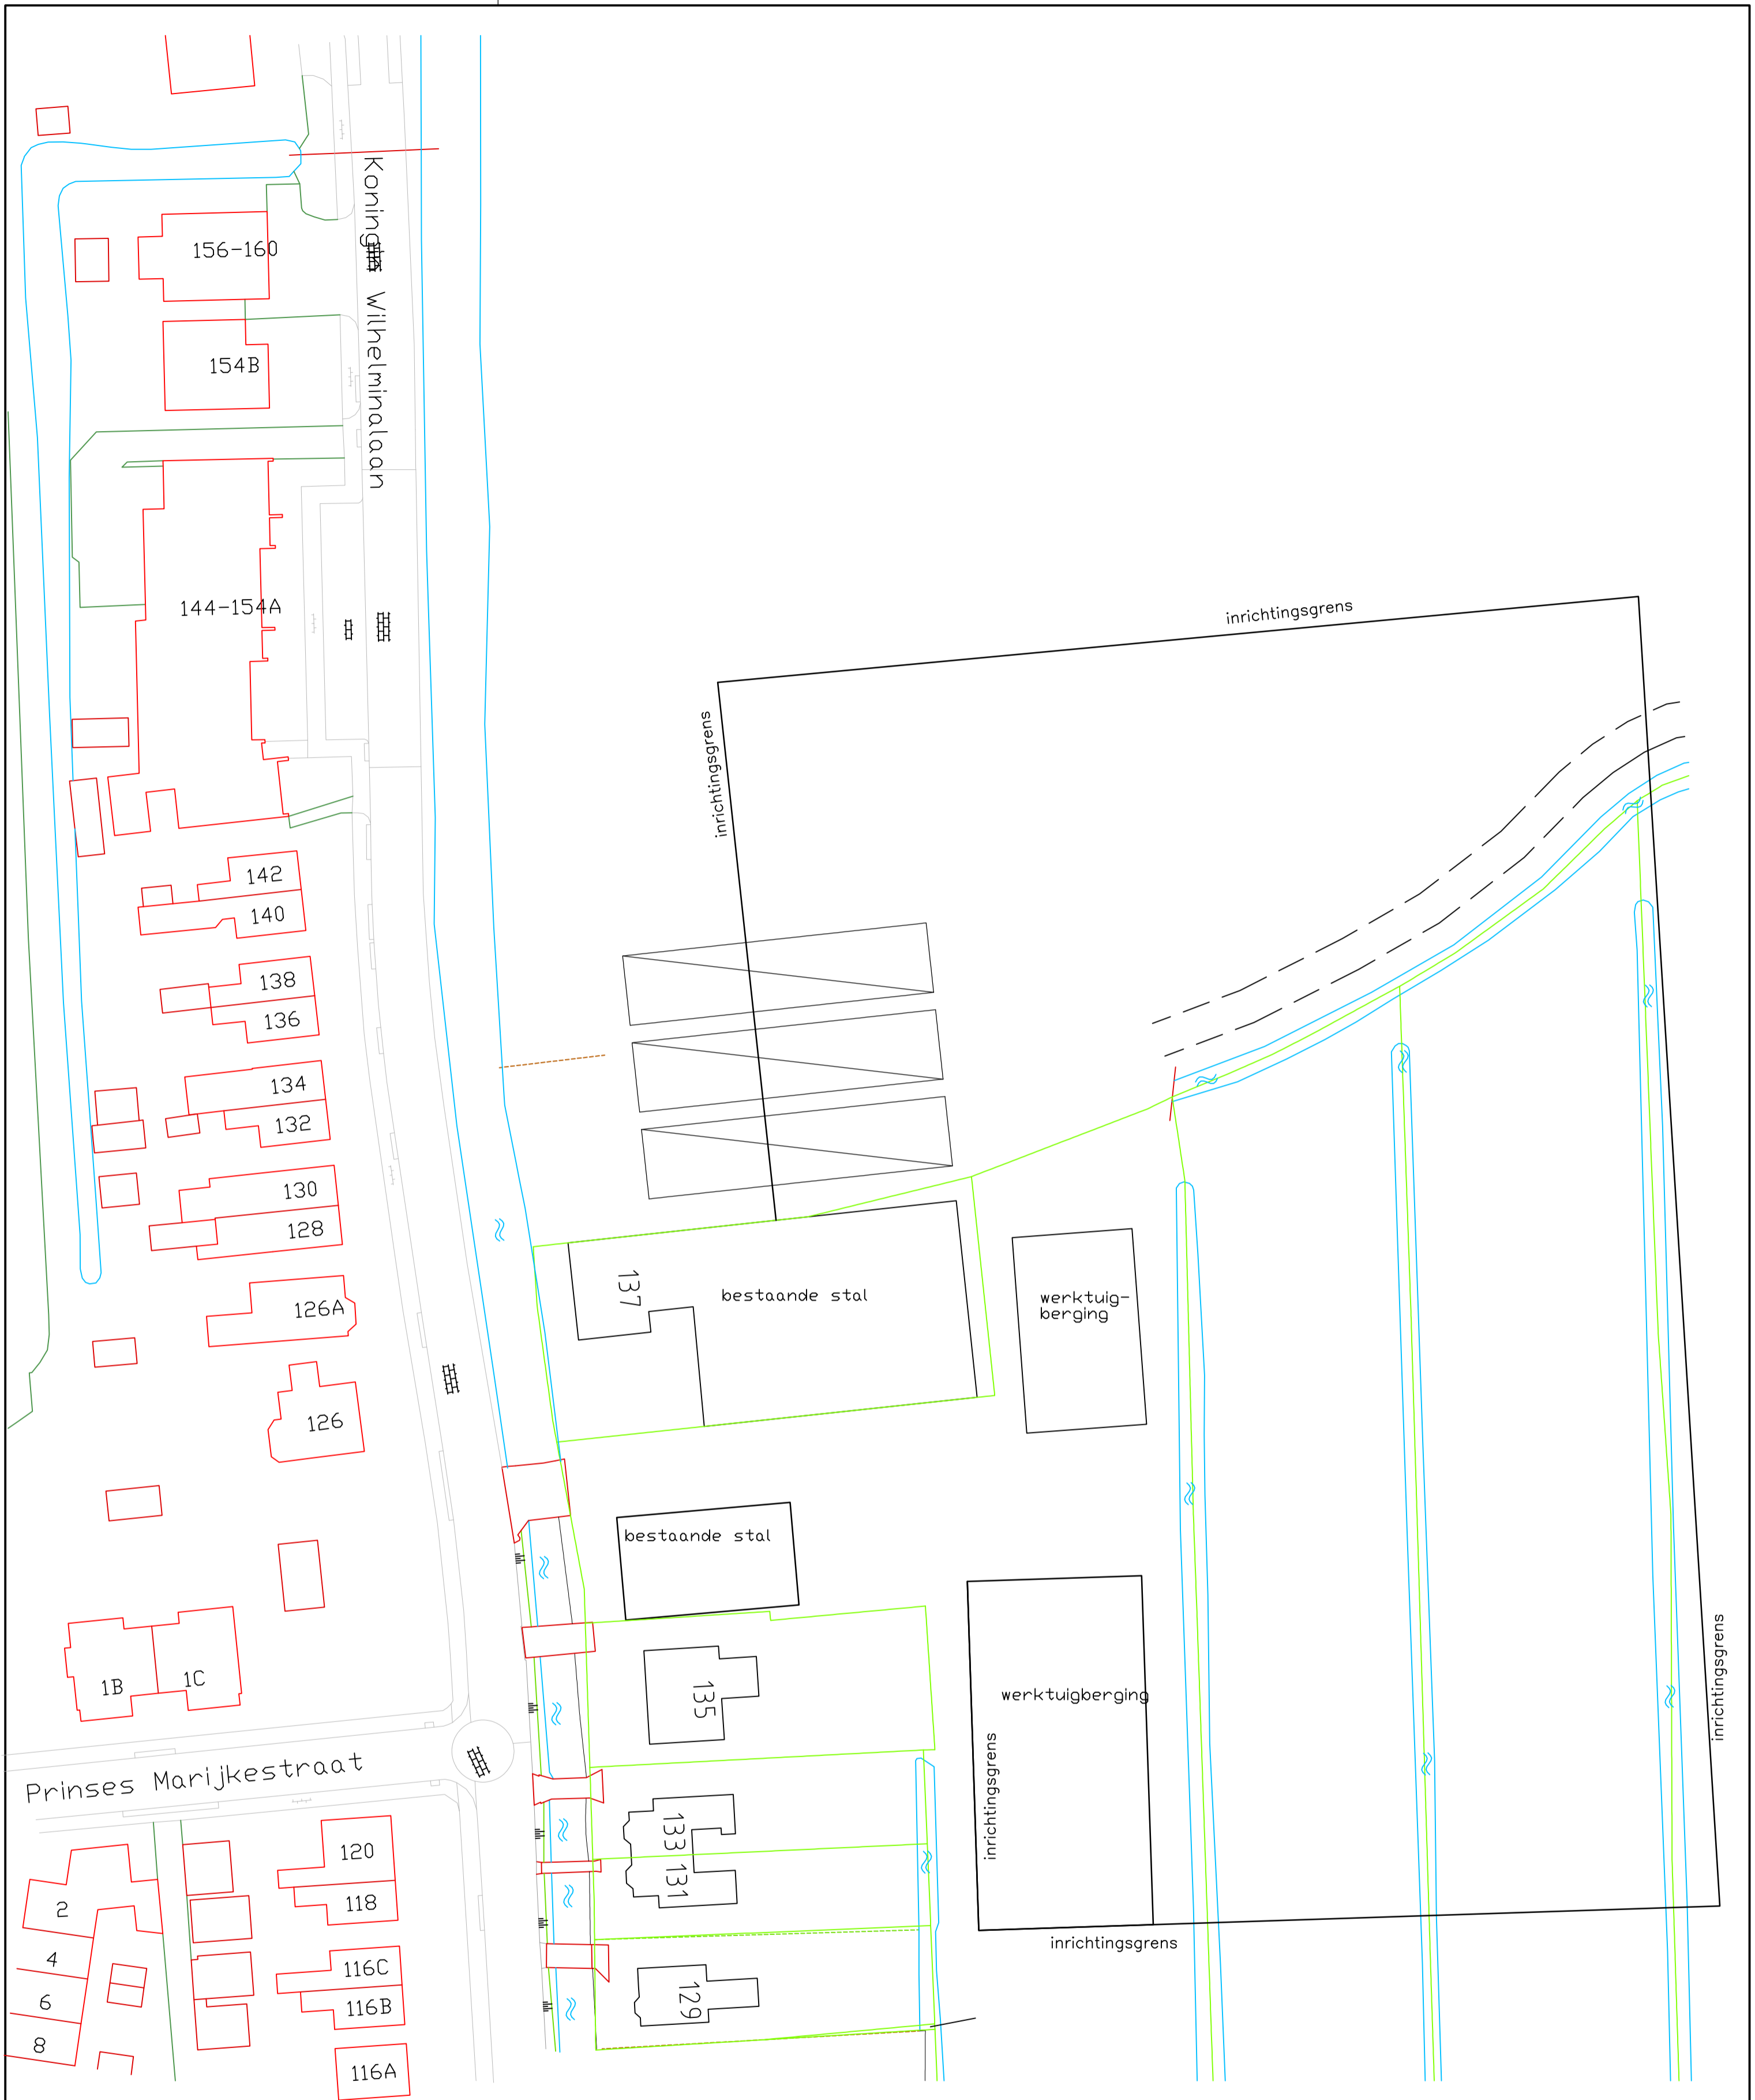 Koningin Wilhelminalaan
156-160
154B
144-154A
inrichtingsgrens
inrichtingsgrens
142
140
138
136
134
132
130
128
126A
126
137
bestaande stal
werktuig-
berging
bestaande stal
1B
1C
135
werktuigberging
inrichtingsgrens
inrichtingsgrens
Prinses Marijkestraat
133
131
120
118
2
4
6
8
116C
116B
116A
129
inrichtingsgrens